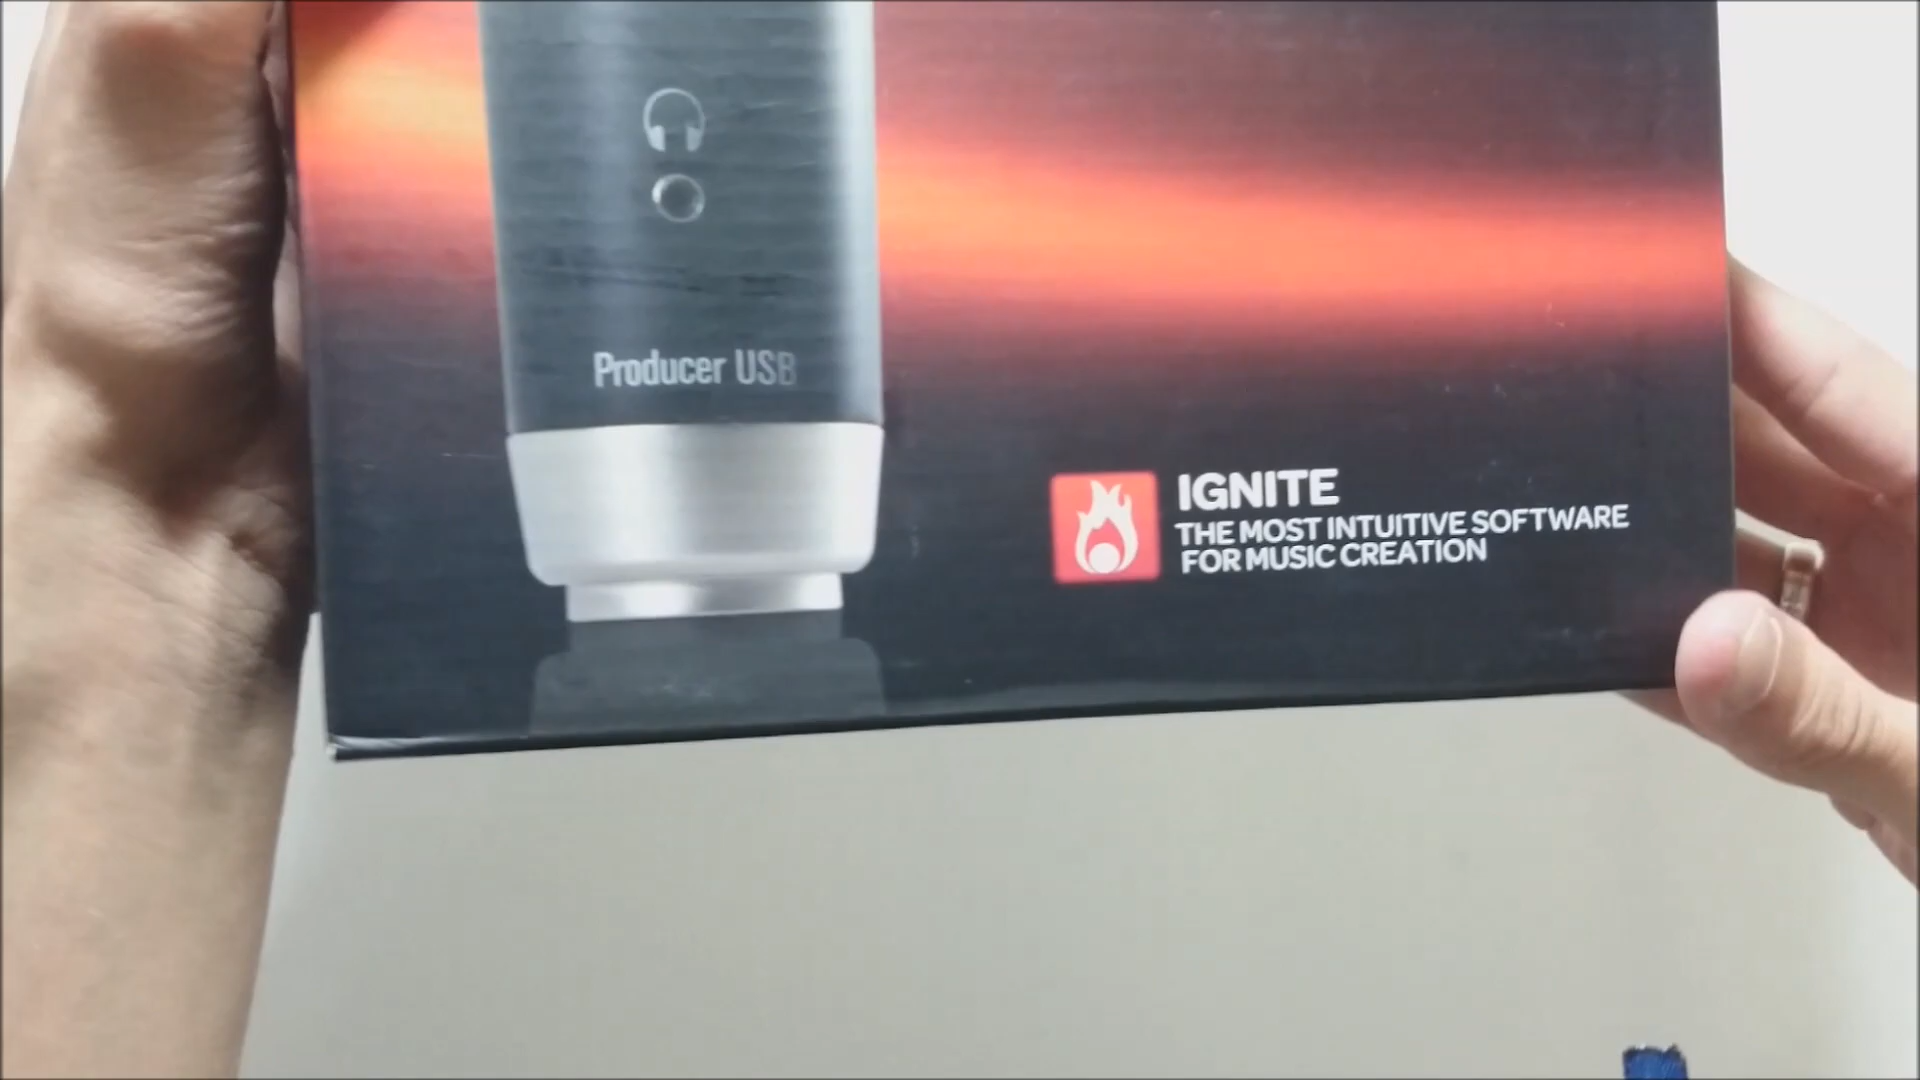 Producer USB
IGNITE
THE MOST INTUITIVE SOFTWARE
FOR MUSIC CREATION